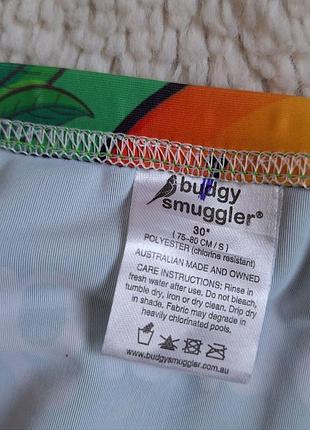 budgy
smuggler®
30"
( 75-80 CM / S )
POLYESTER (chlorine resistant)
AUSTRALIAN MADE AND OWNED
CARE INSTRUCTIONS: Rinse in
fresh water after use. Do not bleach,
tumble dry, iron or dry clean. Drip dry
in shade. Fabric may degrade in
heavily chlorinated pools.
www.budgysmuggler.com.au